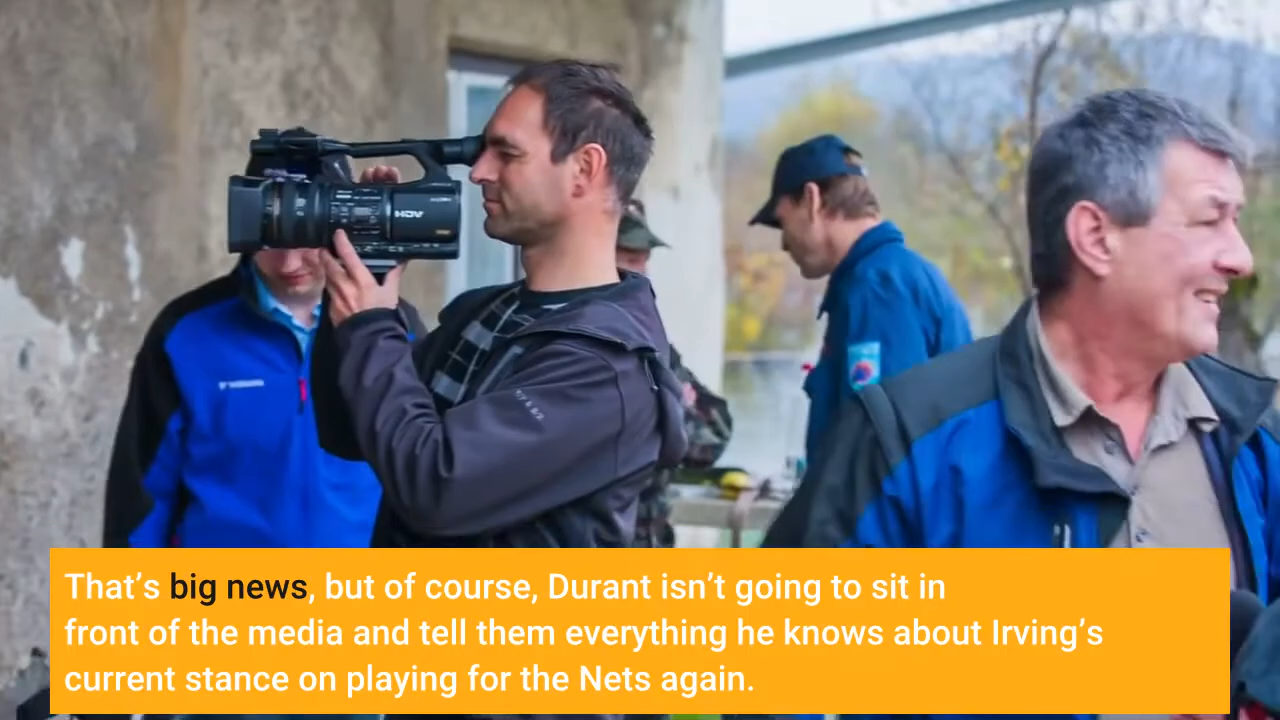 HDV
That’s big news, but of course, Durant isn’t going to sit in
front of the media and tell them everything he knows about Irving’s
current stance on playing for the Nets again.